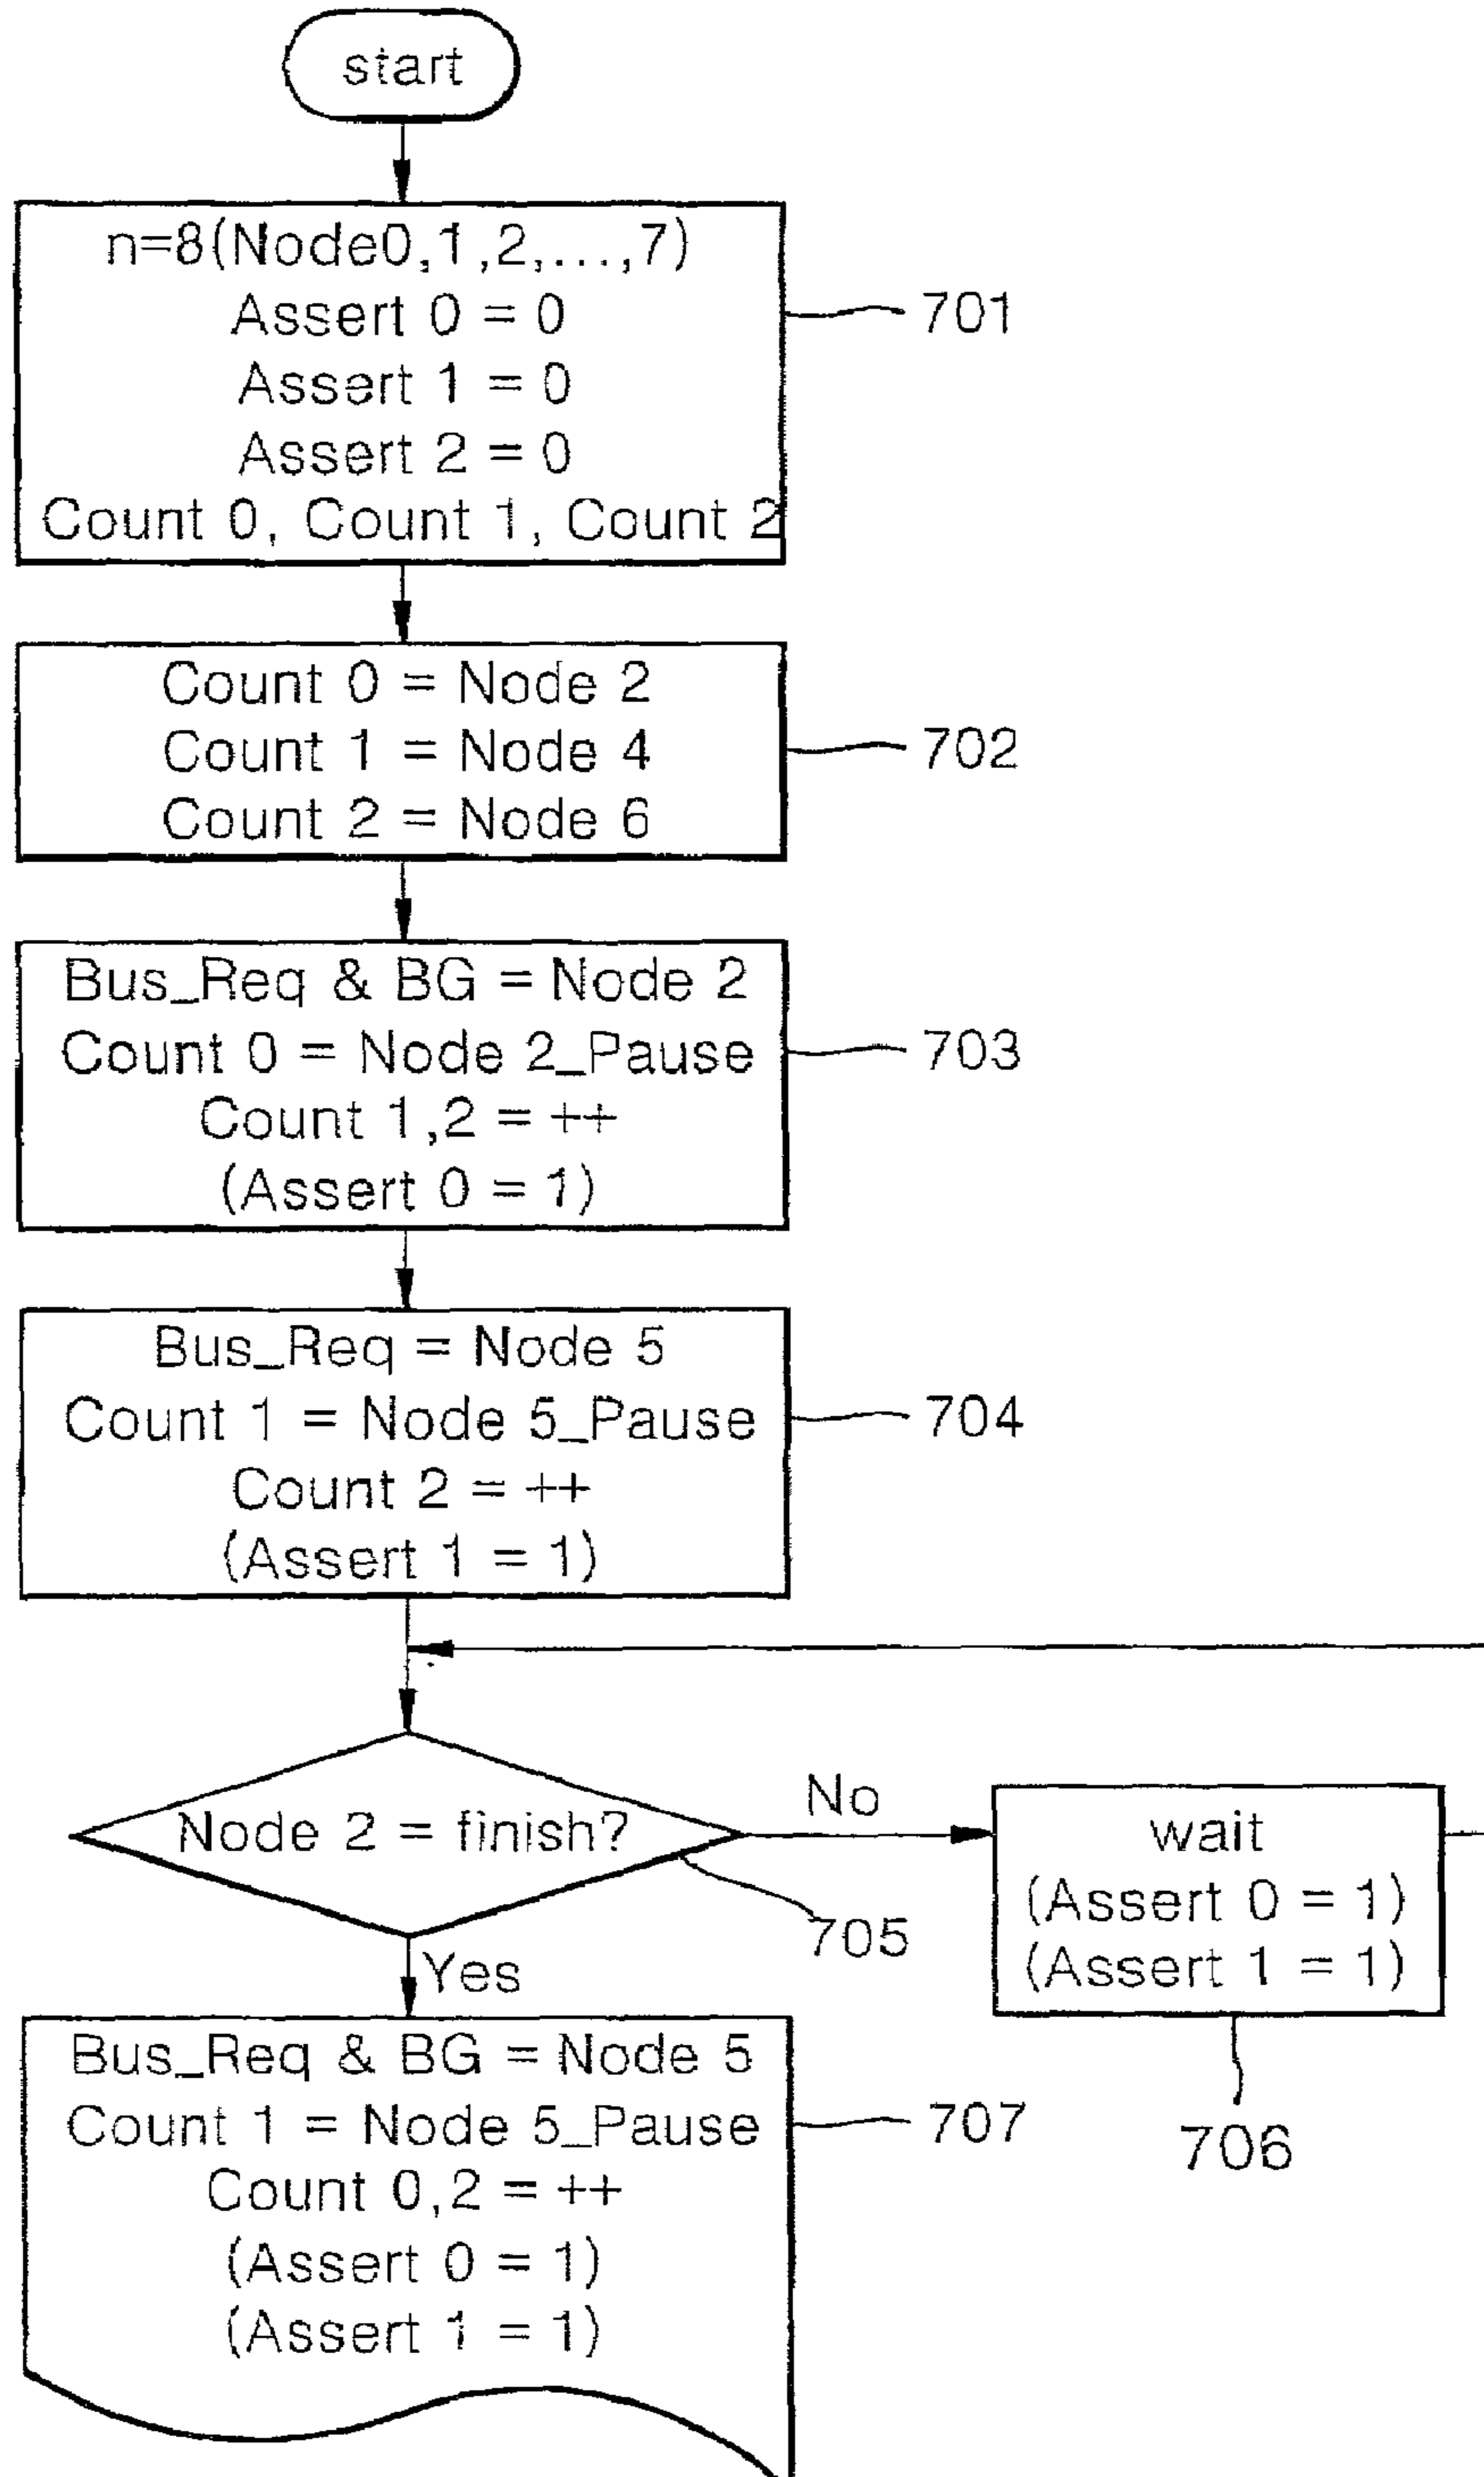 start
n=8(Node0,1,2,...,7)
Assert 0 = 0
Assert 1 = 0
Assert 2 = 0
Count 0, Count 1, Count 2
701
Count 0 = Node 2
Count 1 = Node 4
Count 2 = Node 6
702
Bus_Req & BG = Node 2
Count 0 = Node 2_Pause
Count 1,2 = ++
(Assert 0 = 1)
703
Bus_Req = Node 5
Count 1 = Node 5_Pause
Count 2 = ++
(Assert 1 = 1)
704
Node 2 = finish?
705
No
wait
(Assert 0 = 1)
(Assert 1 = 1)
706
Yes
Bus_Req & BG = Node 5
Count 1 = Node 5_Pause
Count 0,2 = ++
(Assert 0 = 1)
(Assert 1 = 1)
707